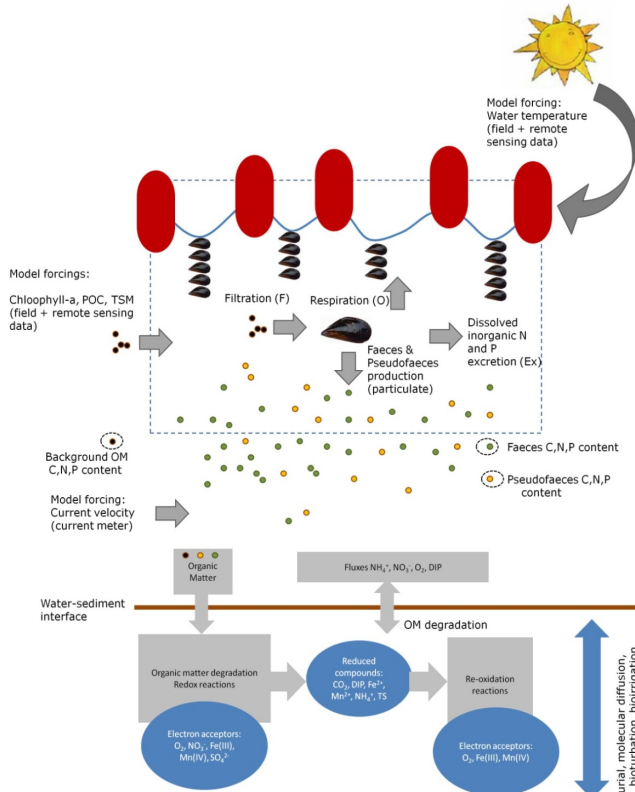 Model forcing:
Water temperature
(field + remote
sensing data)
Model forcings:
Chloophyll-a, POC, TSM
(field + remote sensing
data)
Filtration (F)
Respiration (O)
Dissolved
inorganic N
and P
excretion (Ex)
Faeces &
Pseudofaeces
production
(particulate)
Background OM
C,N,P content
Faeces C,N,P content
Pseudofaeces C,N,P
content
Model forcing:
Current velocity
(current meter)
Organic
Matter
Fluxes NH₄⁺, NO₃⁻, O₂, DIP
Water-sediment
interface
OM degradation
Organic matter degradation
Redox reactions
Reduced
compounds:
CO₂, DIP, Fe²⁺,
Mn²⁺, NH₄⁺, TS
Re-oxidation
reactions
Electron acceptors:
O₂, NO₃⁻, Fe(III),
Mn(IV), SO₄²⁻
Electron acceptors:
O₂, Fe(III), Mn(IV)
molecular diffusion,
bioirrigation